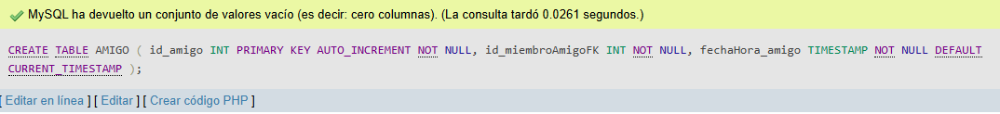 MySQL ha devuelto un conjunto de valores vacío (es decir: cero columnas). (La consulta tardó 0.0261 segundos.)
CREATE TABLE AMIGO ( id_amigo INT PRIMARY KEY AUTO_INCREMENT NOT NULL, id_miembroAmigoFK INT NOT NULL, fechaHora_amigo TIMESTAMP NOT NULL DEFAULT
CURRENT_TIMESTAMP );
[ Editar en línea ] [ Editar ] [ Crear código PHP ]